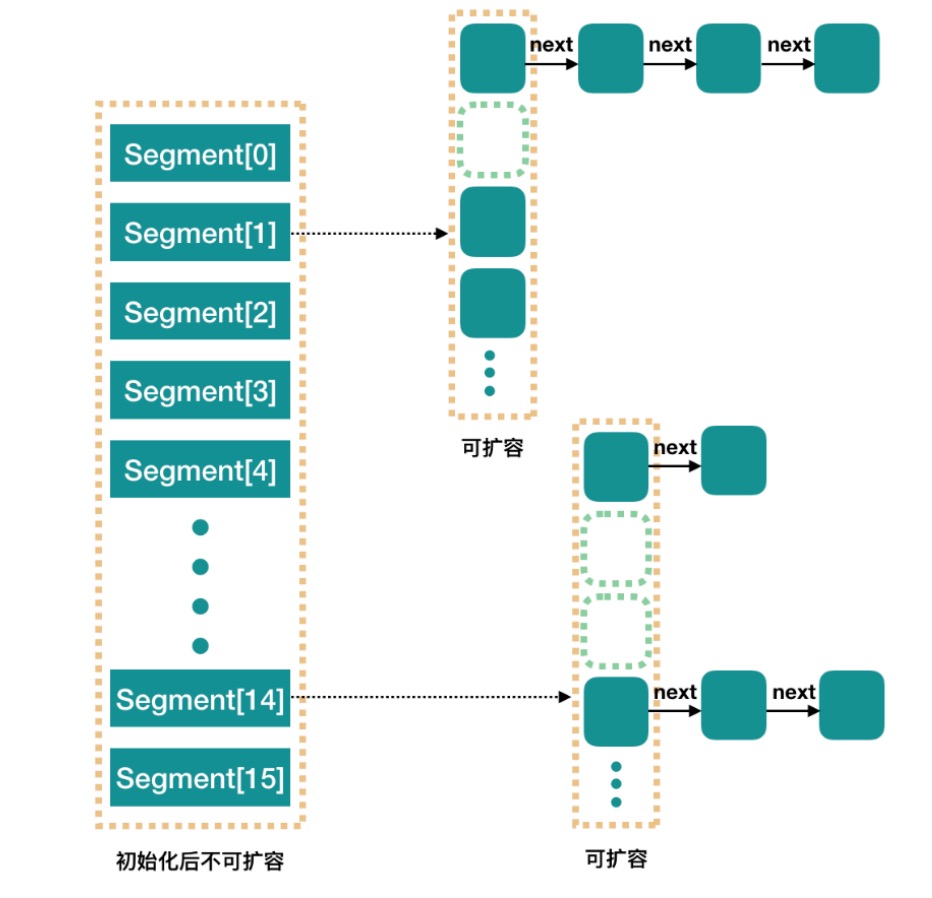 next next next
Segment[0]
Segment[1]
Segment[2]
Segment[3]
可扩容
next
Segment[4]
Segment[14]
next next
Segment[15]
初始化后不可扩容
可扩容